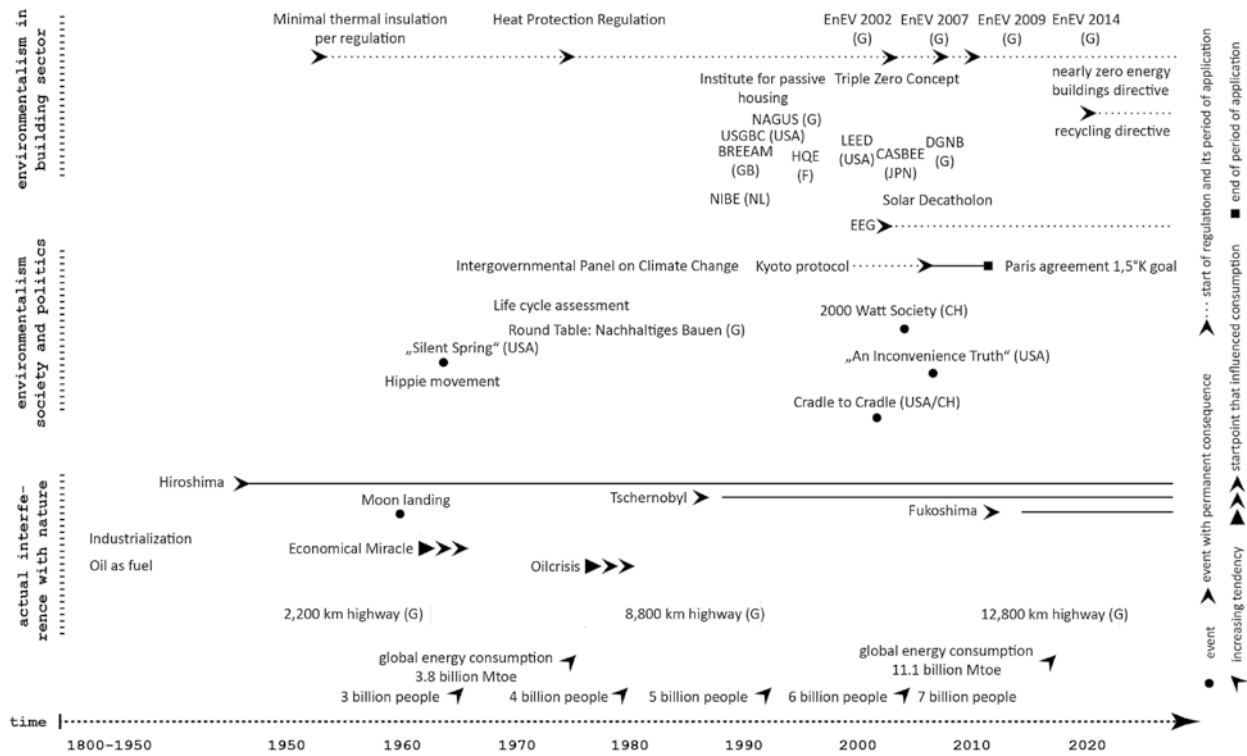 environmentalism in
building sector
Minimal thermal insulation
per regulation
Heat Protection Regulation
EnEV 2002
(G)
EnEV 2007
(G)
EnEV 2009
(G)
EnEV 2014
(G)
Institute for passive
housing
Triple Zero Concept
nearly zero energy
buildings directive
NAGUS (G)
USGBC (USA)
BREEAM
(GB)
HQE
(F)
LEED
(USA)
CASBEE
(JPN)
DGNB
(G)
recycling directive
NIBE (NL)
Solar Decatholon
EEG
environmentalism
society and politics
Intergovernmental Panel on Climate Change
Kyoto protocol
Paris agreement 1,5°K goal
Life cycle assessment
2000 Watt Society (CH)
Round Table: Nachhaltiges Bauen (G)
„Silent Spring“ (USA)
„An Inconvenience Truth“ (USA)
Hippie movement
Cradle to Cradle (USA/CH)
actual interfe-
rence with nature
Hiroshima
Tschernobyl
Moon landing
Fukoshima
Industrialization
Economical Miracle
Oil as fuel
Oilcrisis
2,200 km highway (G)
8,800 km highway (G)
12,800 km highway (G)
global energy consumption
3.8 billion Mtoe
global energy consumption
11.1 billion Mtoe
3 billion people
4 billion people
5 billion people
6 billion people
7 billion people
time
1800–1950
1950
1960
1970
1980
1990
2000
2010
2020
event
event with permanent consequence
start of regulation and its period of application
increasing tendency
startpoint that influenced consumption
end of period of application